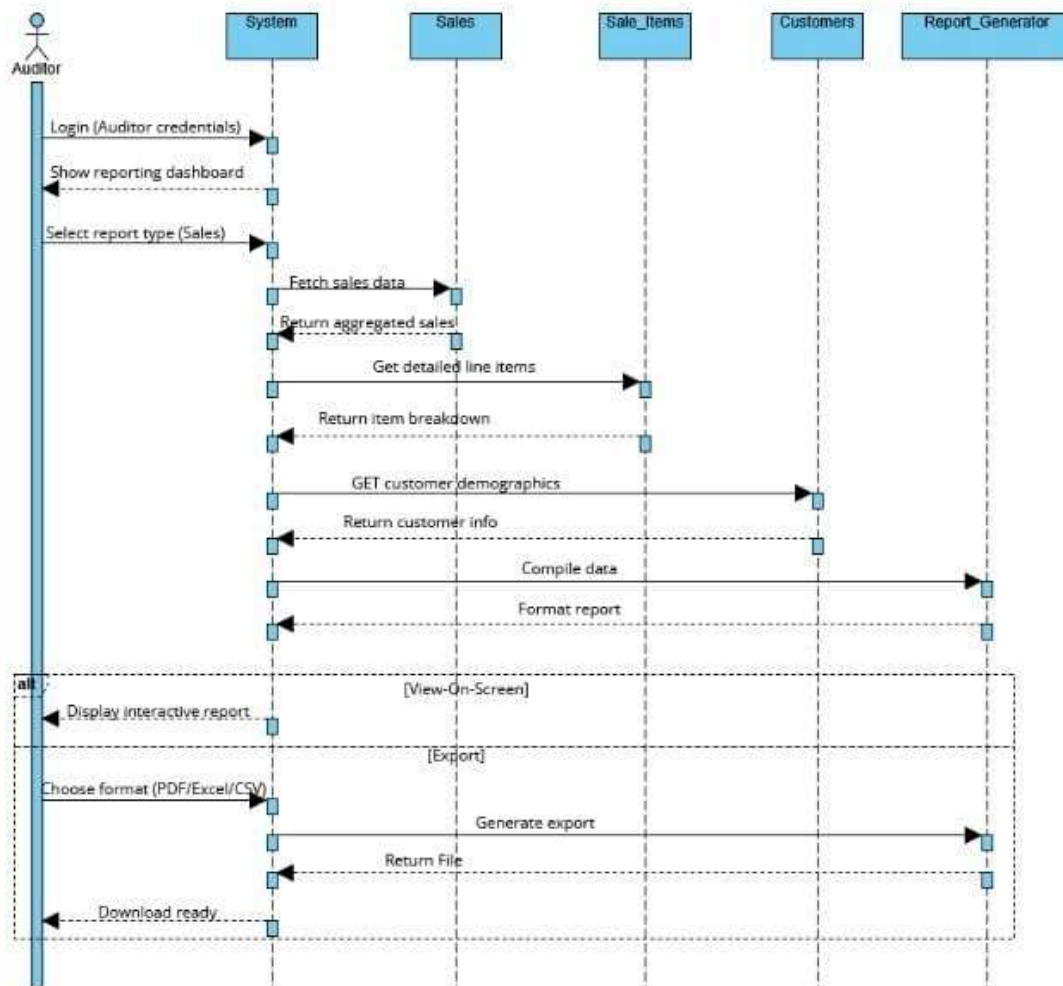 System
Sales
Sale_Items
Customers
Report_Generator
Auditor
Login (Auditor credentials)
Show reporting dashboard
Select report type (Sales)
Fetch sales data
Return aggregated sales
Get detailed line items
Return item breakdown
GET customer demographics
Return customer info
Compile data
Format report
alt
[View-On-Screen]
Display interactive report
[Export]
Choose format (PDF/Excel/CSV)
Generate export
Return File
Download ready